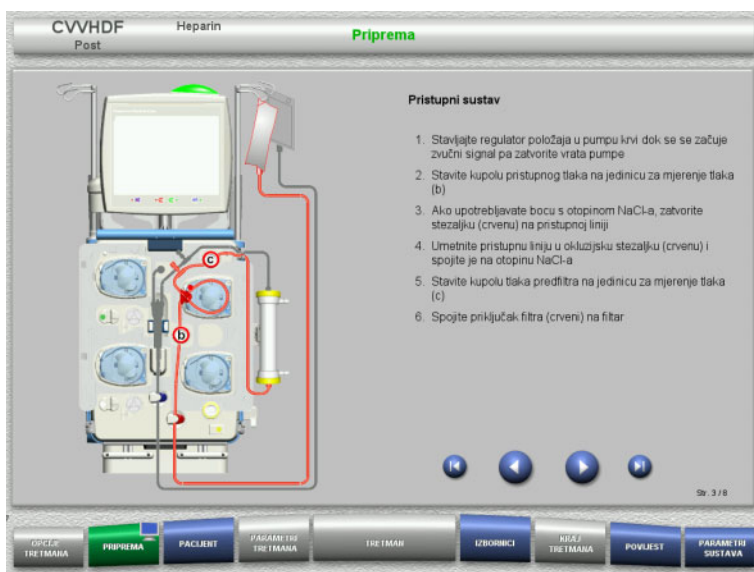 CVVHDF
Heparin
Post
Priprema
Pristupni sustav
1. Stavljajte regulator položaja u pumpu krvi dok se se začuje
zvučni signal pa zatvorite vrata pumpe
2. Stavite kupolu pristupnog tlaka na jedinicu za mjerenje tlaka
(b)
3. Ako upotrebljavate bocu s otopinom NaCl-a, zatvorite
stezaljku (crvenu) na pristupnoj liniji
4. Umetnite pristupnu liniju u okluzijsku stezaljku (crvenu) i
spojite je na otopinu NaCl-a
5. Stavite kupolu tlaka predfiltra na jedinicu za mjerenje tlaka
(c)
6. Spojite priključak filtra (crveni) na filtar
c
b
Str. 3 / 8
OPCIJE
TRETMANA
PRIPREMA
PACIJENT
PARAMETRI
TRETMANA
TRETMAN
IZBORNICI
KRAJ
TRETMANA
POVIJEST
PARAMETRI
SUSTAVA